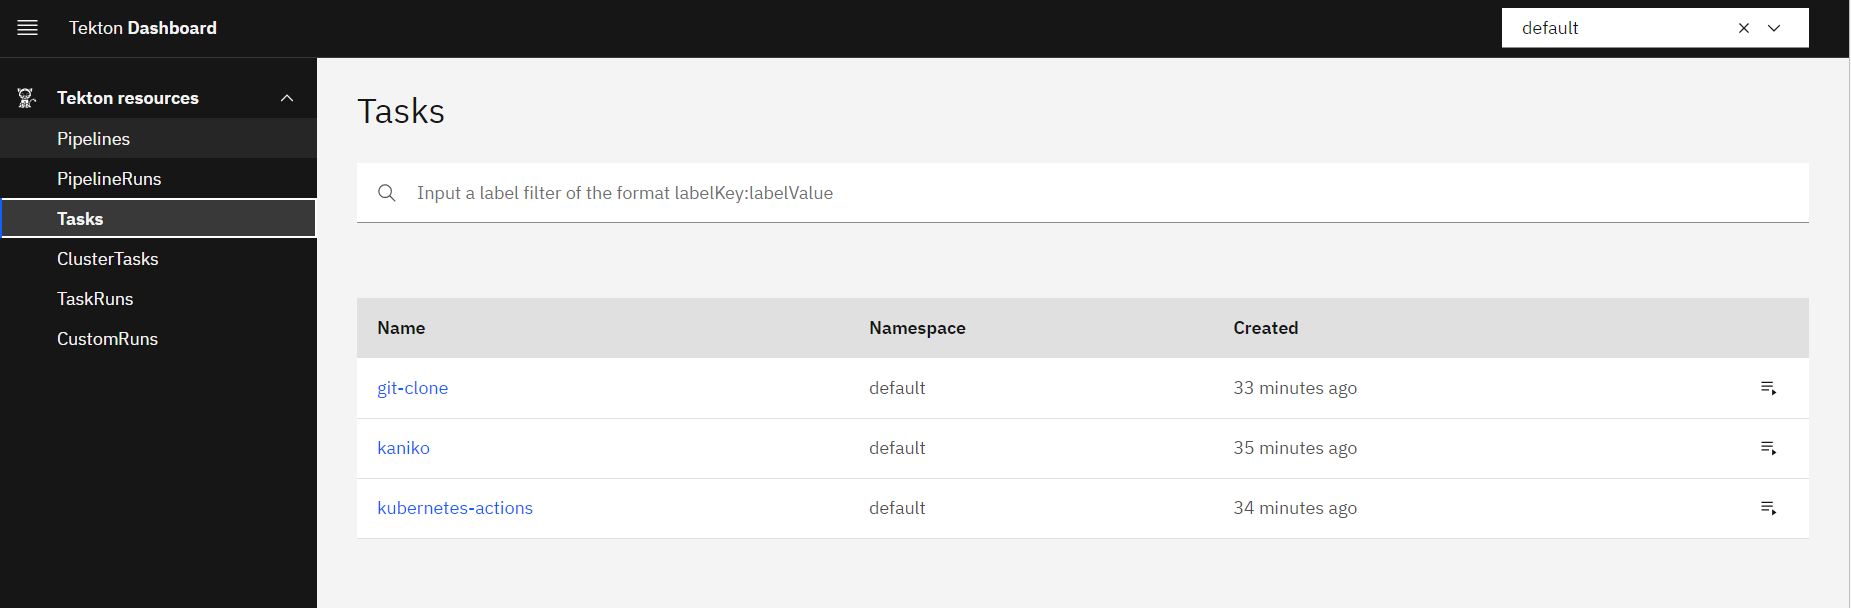 Tekton Dashboard
default
Tekton resources
Pipelines
PipelineRuns
Tasks
ClusterTasks
TaskRuns
CustomRuns
Tasks
Input a label filter of the format labelKey:labelValue
Name Namespace Created
git-clone default 33 minutes ago
kaniko default 35 minutes ago
kubernetes-actions default 34 minutes ago